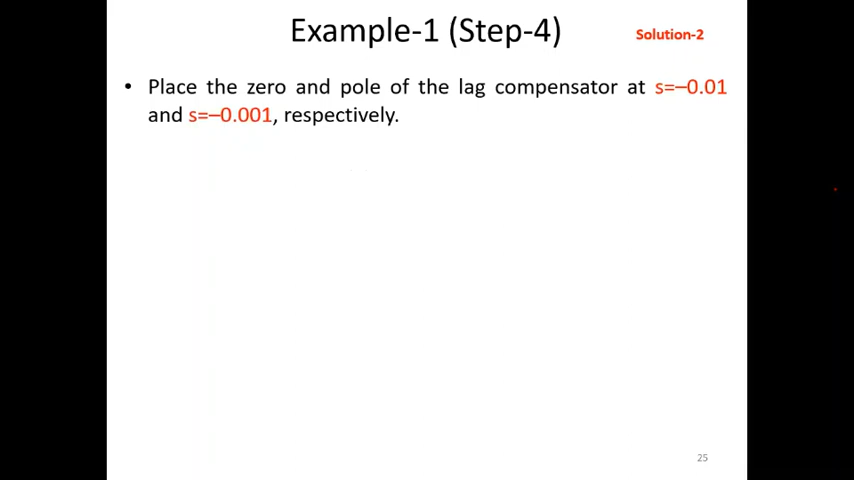 Example-1 (Step-4)
Solution-2
• Place the zero and pole of the lag compensator at s=–0.01
and s=–0.001, respectively.
25